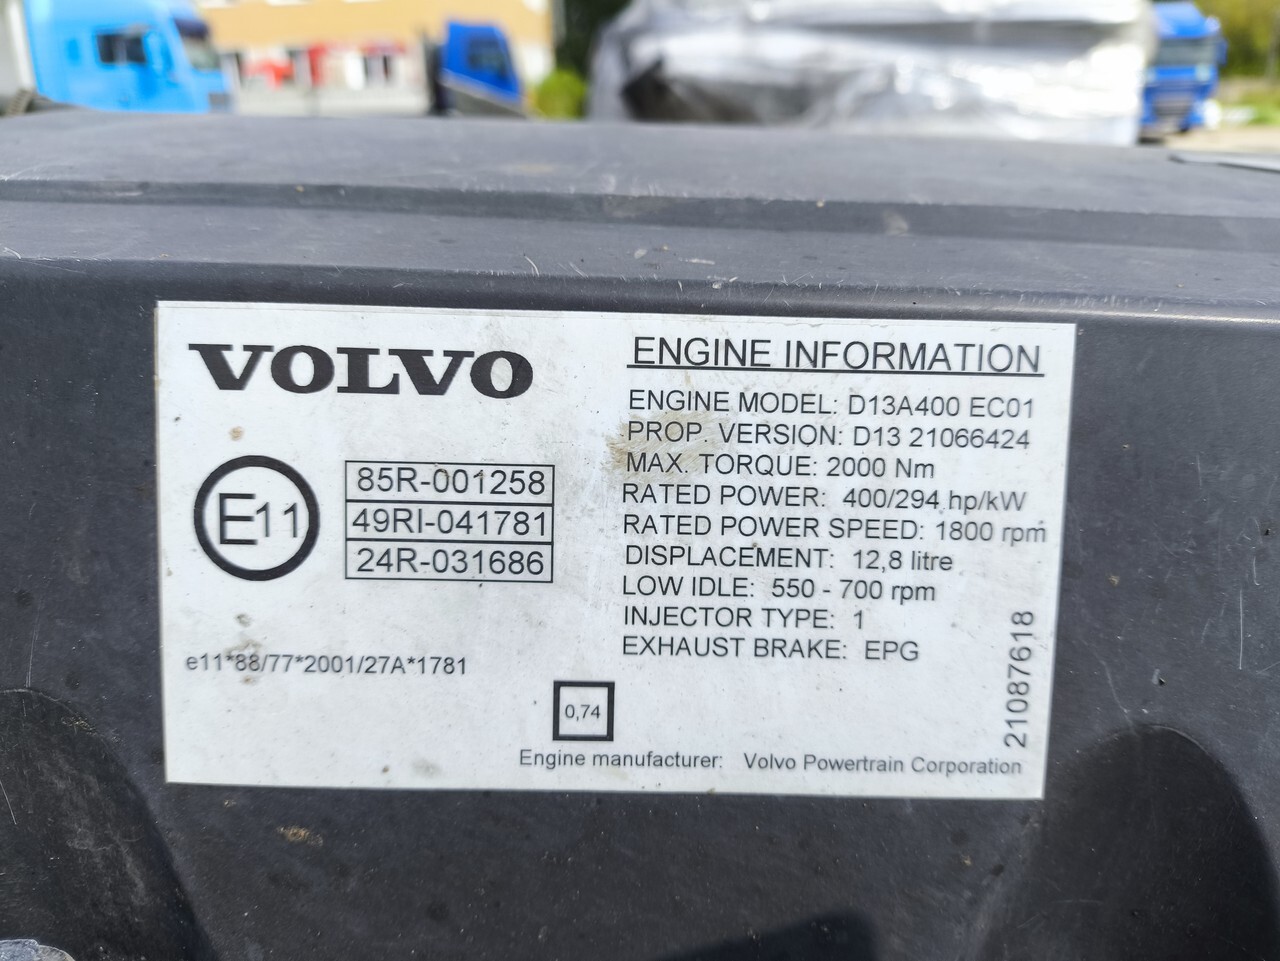 VOLVO
E11
85R-001258
49RI-041781
24R-031686
e11*88/77*2001/27A*1781
ENGINE INFORMATION
ENGINE MODEL: D13A400 EC01
PROP. VERSION: D13 21066424
MAX. TORQUE: 2000 Nm
RATED POWER: 400/294 hp/kW
RATED POWER SPEED: 1800 rpm
DISPLACEMENT: 12,8 litre
LOW IDLE: 550 - 700 rpm
INJECTOR TYPE: 1
EXHAUST BRAKE: EPG
21087618
0,74
Engine manufacturer: Volvo Powertrain Corporation